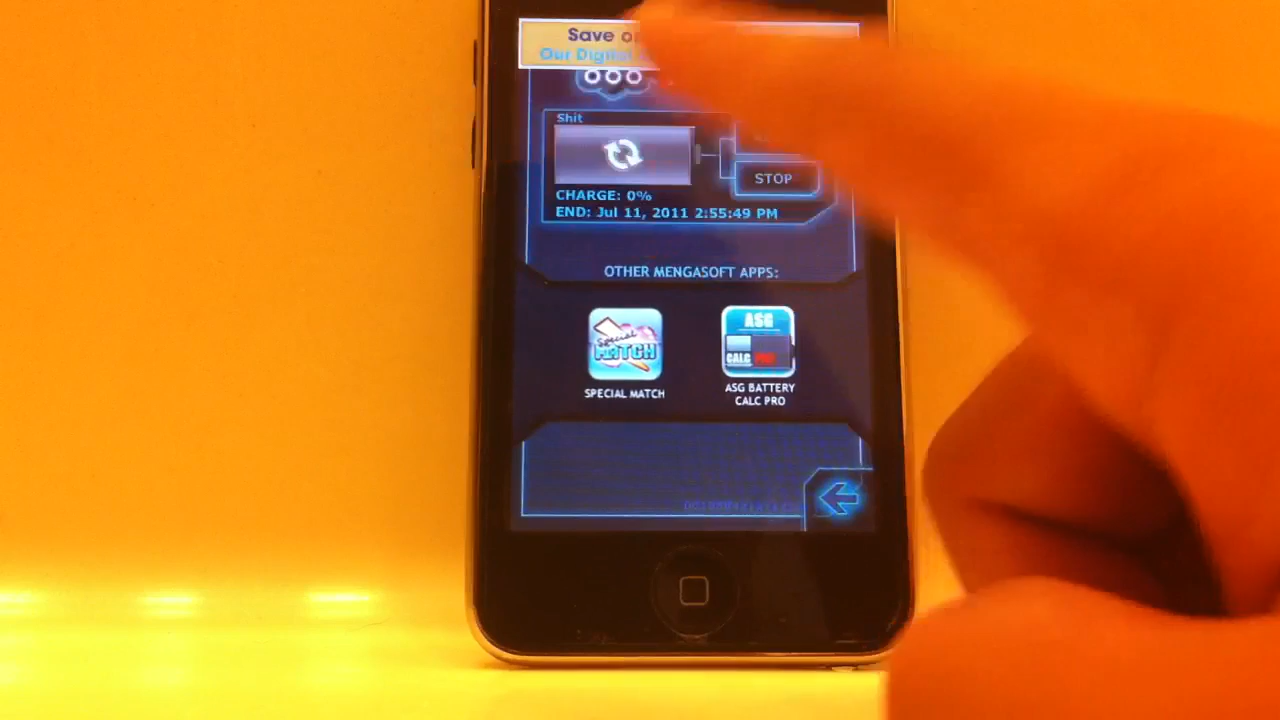 Save
Our Digital
Shit
STOP
CHARGE: 0%
END: Jul 11, 2011 2:55:49 PM
OTHER MENGASOFT APPS:
Special
MATCH
ASG
CALC PRO
SPECIAL MATCH
ASG BATTERY
CALC PRO